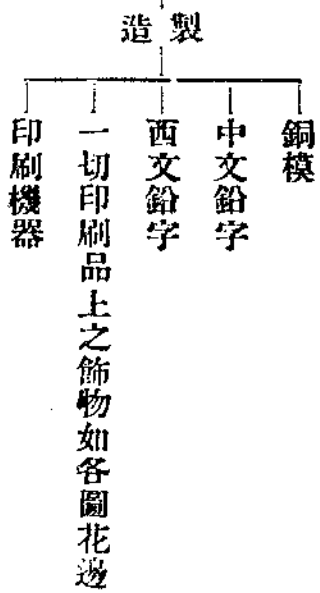 製造
銅模
中文鉛字
西文鉛字
一切印刷品上之飾物如各圖花邊
印刷機器